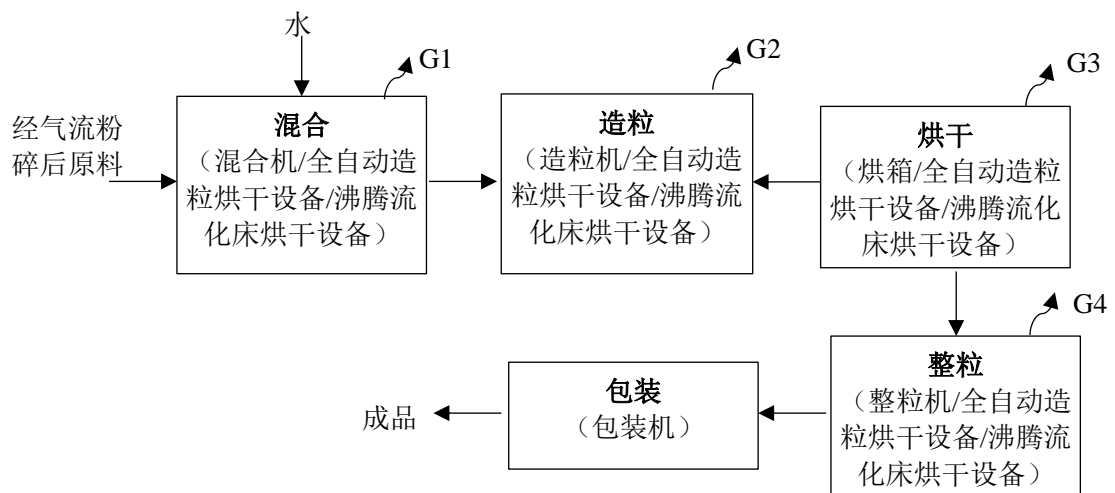 水
G1
G2
G3
经气流粉
碎后原料
混合
（混合机/全自动造
粒烘干设备/沸腾流
化床烘干设备）
造粒
（造粒机/全自动造
粒烘干设备/沸腾流
化床烘干设备）
烘干
（烘箱/全自动造粒
烘干设备/沸腾流化
床烘干设备）
G4
整粒
（整粒机/全自动造
粒烘干设备/沸腾流
化床烘干设备）
包装
（包装机）
成品